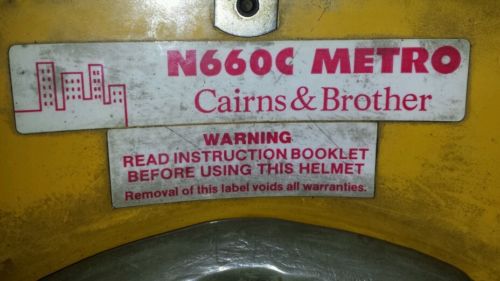 N660C METRO
Cairns & Brother
WARNING
READ INSTRUCTION BOOKLET
BEFORE USING THIS HELMET
Removal of this label voids all warranties.